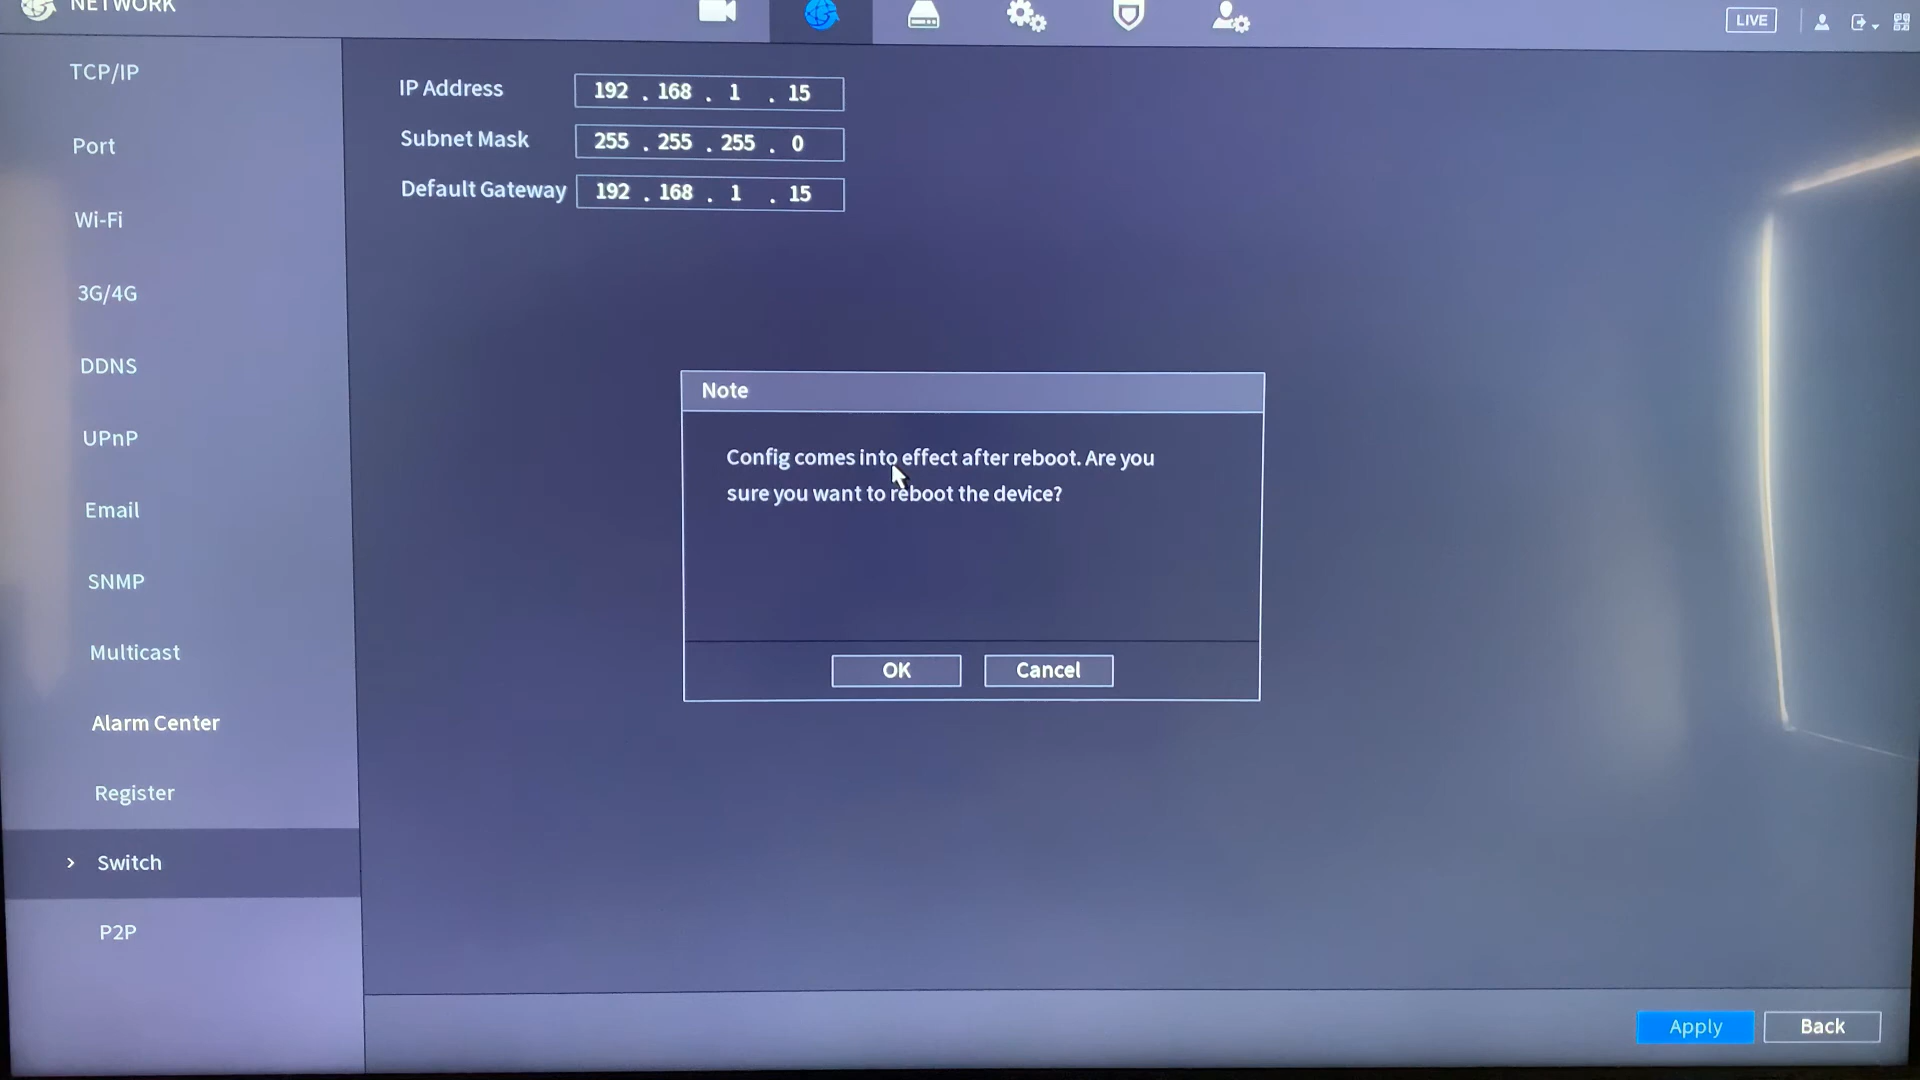 NETWORK
LIVE
TCP/IP
Port
Wi-Fi
3G/4G
DDNS
UPnP
Email
SNMP
Multicast
Alarm Center
Register
> Switch
P2P
IP Address 192 . 168 . 1 . 15
Subnet Mask 255 . 255 . 255 . 0
Default Gateway 192 . 168 . 1 . 15
Note
Config comes into effect after reboot. Are you
sure you want to reboot the device?
OK Cancel
Apply Back